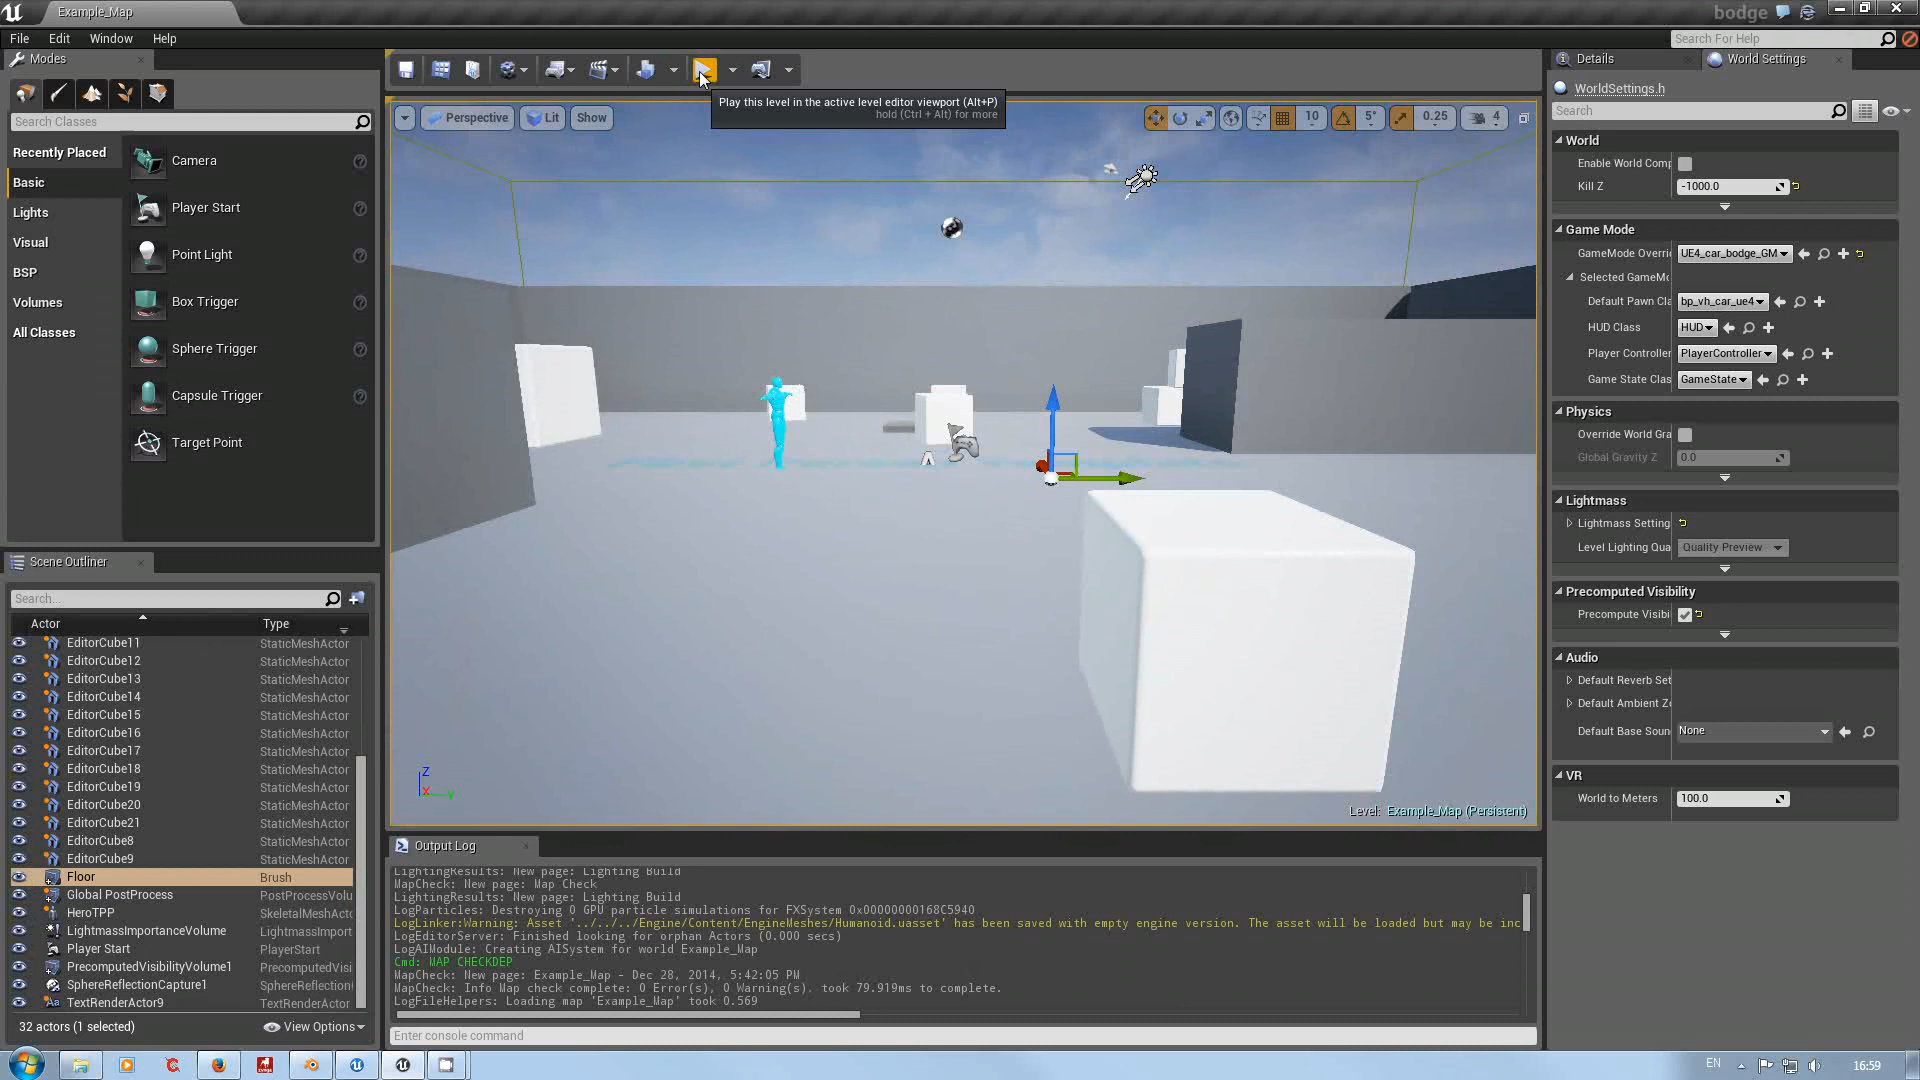 Example_Map
bodge
File Edit Window Help
Search For Help
Modes
Search Classes
Recently Placed
Basic
Lights
Visual
BSP
Volumes
All Classes
Camera
Player Start
Point Light
Box Trigger
Sphere Trigger
Capsule Trigger
Target Point
Play this level in the active level editor viewport (Alt+P)
hold (Ctrl + Alt) for more
Perspective Lit Show
10 5° 0.25 4
Level: Example_Map (Persistent)
Z
X
Y
Scene Outliner
Search...
Actor Type
EditorCube11 StaticMeshActor
EditorCube12 StaticMeshActor
EditorCube13 StaticMeshActor
EditorCube14 StaticMeshActor
EditorCube15 StaticMeshActor
EditorCube16 StaticMeshActor
EditorCube17 StaticMeshActor
EditorCube18 StaticMeshActor
EditorCube19 StaticMeshActor
EditorCube20 StaticMeshActor
EditorCube21 StaticMeshActor
EditorCube8 StaticMeshActor
EditorCube9 StaticMeshActor
Floor Brush
Global PostProcess PostProcessVolu
HeroTPP SkeletalMeshActo
LightmassImportanceVolume LightmassImport
Player Start PlayerStart
PrecomputedVisibilityVolume1 PrecomputedVisi
SphereReflectionCapture1 SphereReflection
TextRenderActor9 TextRenderActor
32 actors (1 selected) View Options
Output Log
LightingResults: New page: Lighting Build
MapCheck: New page: Map Check
LightingResults: New page: Lighting Build
LogParticles: Destroying 0 GPU particle simulations for FXSystem 0x00000000168C5940
LogLinker:Warning: Asset '../../../Engine/Content/EngineMeshes/Humanoid.uasset' has been saved with empty engine version. The asset will be loaded but may be inc
LogEditorServer: Finished looking for orphan Actors (0.000 secs)
LogAIModule: Creating AISystem for world Example_Map
Cmd: MAP CHECKDEP
MapCheck: New page: Example_Map - Dec 28, 2014, 5:42:05 PM
MapCheck: Info Map check complete: 0 Error(s), 0 Warning(s). took 79.919ms to complete.
LogFileHelpers: Loading map 'Example_Map' took 0.569
Enter console command
Details World Settings
WorldSettings.h
Search
World
Enable World Comp
Kill Z -1000.0
Game Mode
GameMode Overri UE4_car_bodge_GM
Selected GameMo
Default Pawn Cla bp_vh_car_ue4
HUD Class HUD
Player Controller PlayerController
Game State Clas GameState
Physics
Override World Gra
Global Gravity Z 0.0
Lightmass
Lightmass Setting
Level Lighting Qua Quality Preview
Precomputed Visibility
Precompute Visibi
Audio
Default Reverb Set
Default Ambient Zo
Default Base Soun None
VR
World to Meters 100.0
EN 16:59